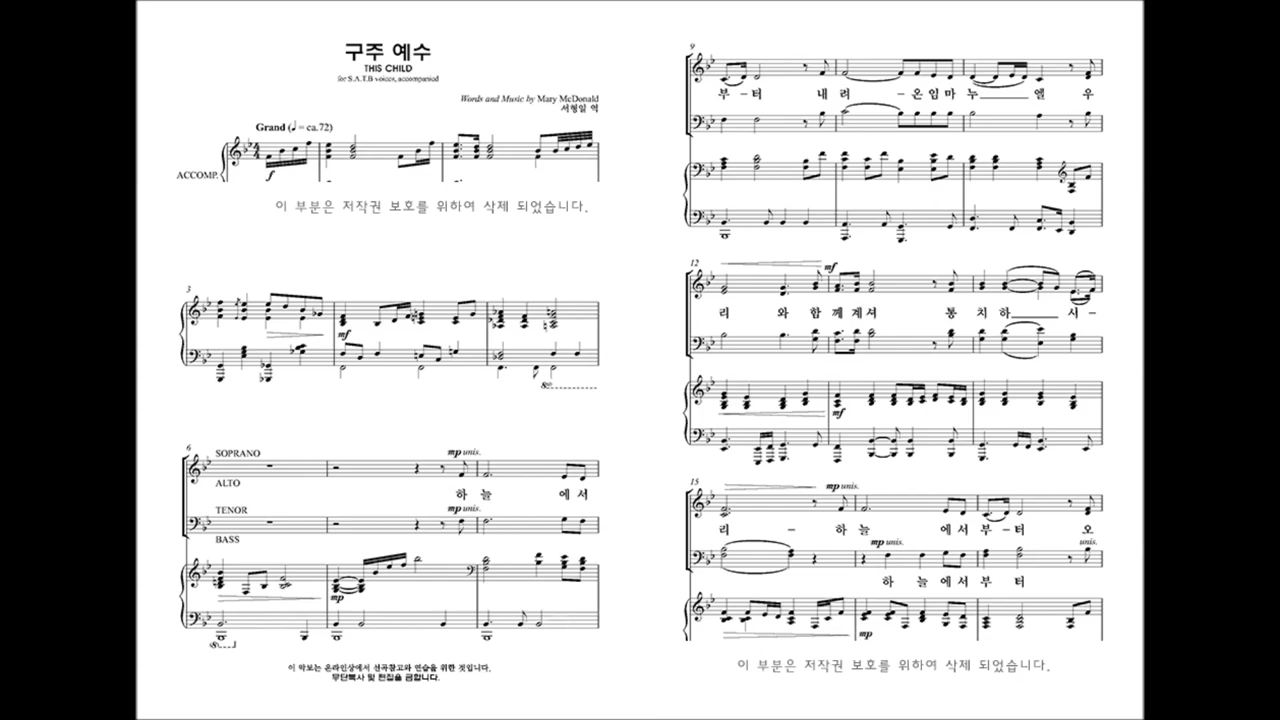 구주 예수
THIS CHILD
for S.A.T.B voices, accompanied
Words and Music by Mary McDonald
서형일 역
Grand (♩ = ca.72)
ACCOMP.
f
이 부분은 저작권 보호를 위하여 삭제 되었습니다.
3
mf
8vb
6
SOPRANO
mp unis.
ALTO
하 늘 에 서
TENOR
mp unis.
BASS
mp
8vb
이 악보는 온라인상에서 선곡참고와 연습을 위한 것입니다.
무단복사 및 편집을 금합니다.
9
부 - 터 내 려 - 온 임 마 누 엘 우
12
mf
리 와 함 께 계 셔 통 치 하 시 -
mf
15
mp unis.
리 - 하 늘 에 서 부 - 터 오
mp unis.
unis.
하 늘 에 서 부 터
mp
이 부분은 저작권 보호를 위하여 삭제 되었습니다.